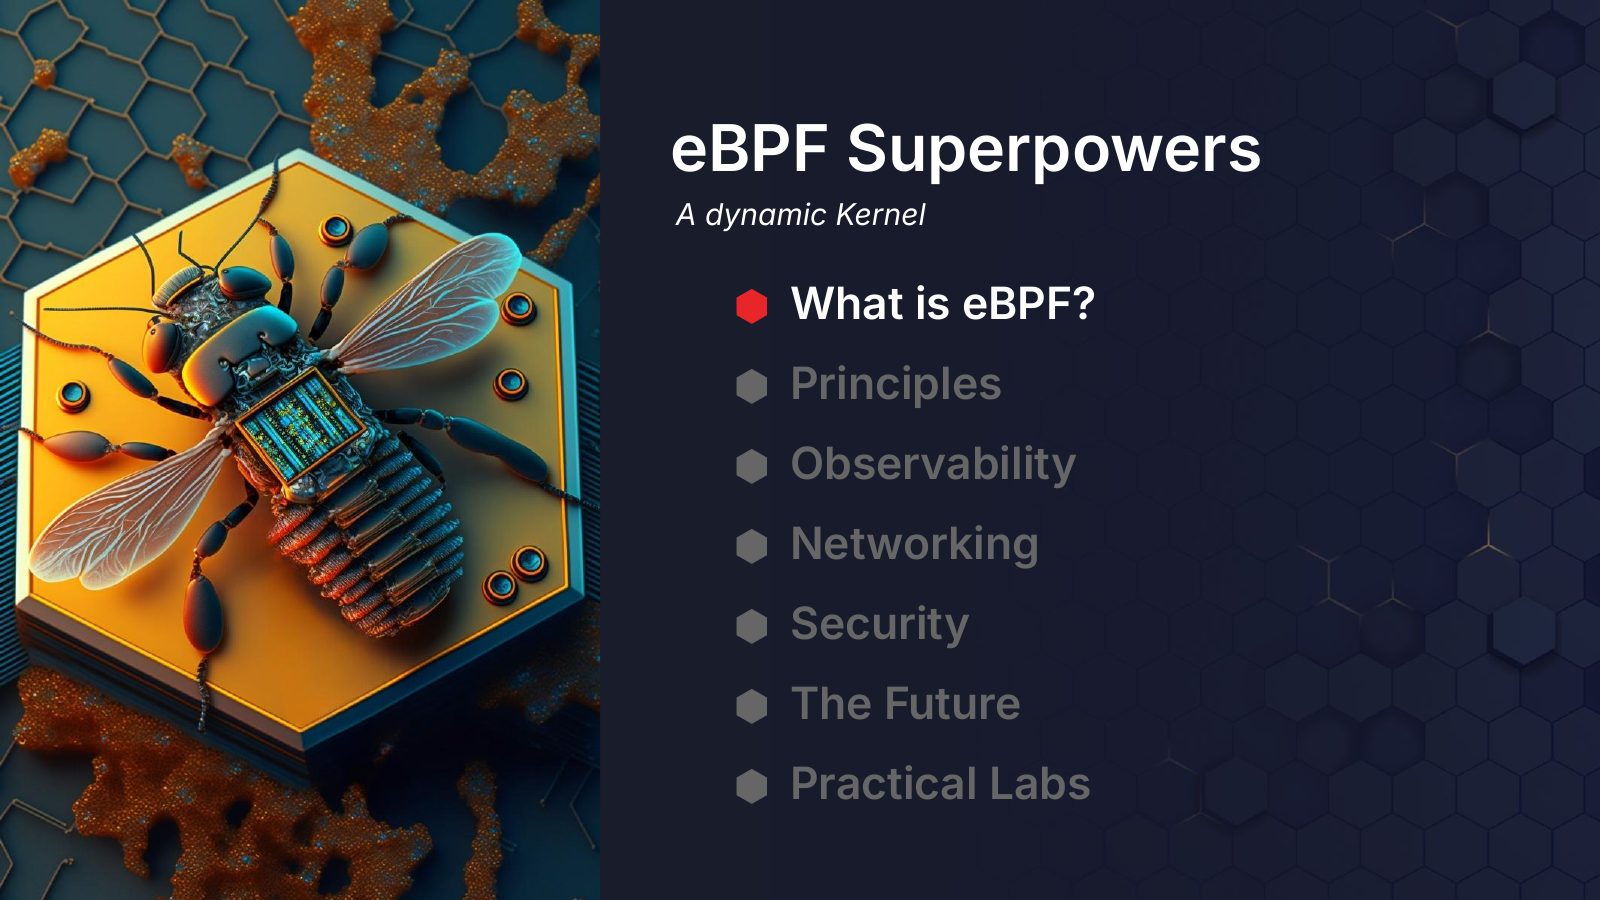 eBPF Superpowers
A dynamic Kernel
What is eBPF?
Principles
Observability
Networking
Security
The Future
Practical Labs